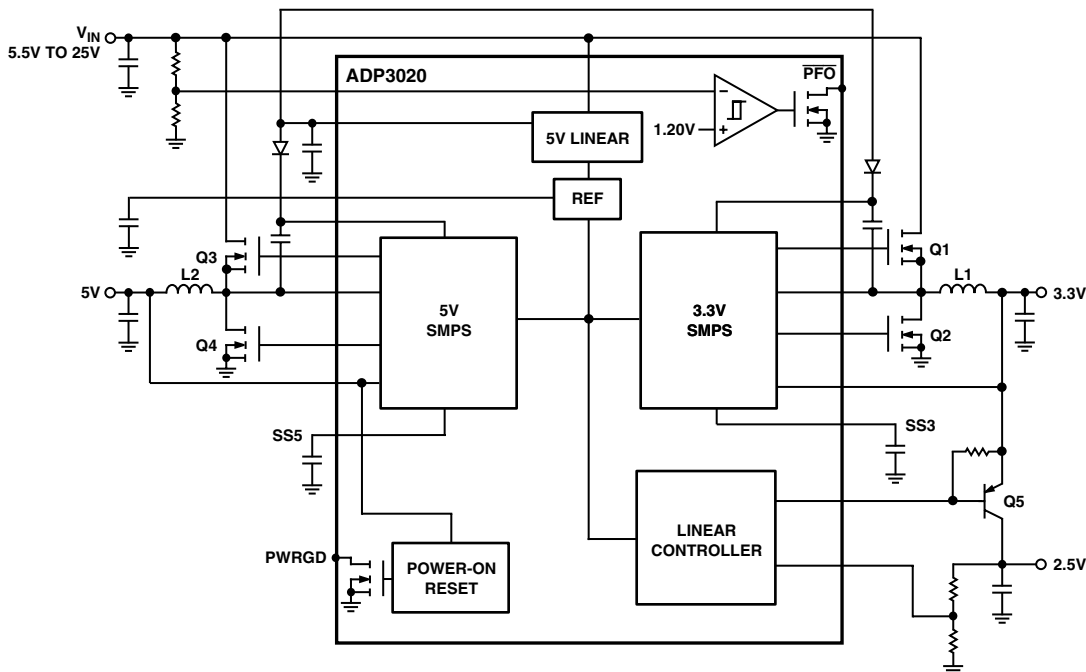 VIN
5.5V TO 25V
ADP3020
PFO
5V LINEAR
1.20V
−
+
REF
Q3
Q1
L2
L1
5V
5V
SMPS
3.3V
SMPS
3.3V
Q4
Q2
SS5
SS3
Q5
LINEAR
CONTROLLER
PWRGD
POWER-ON
RESET
2.5V